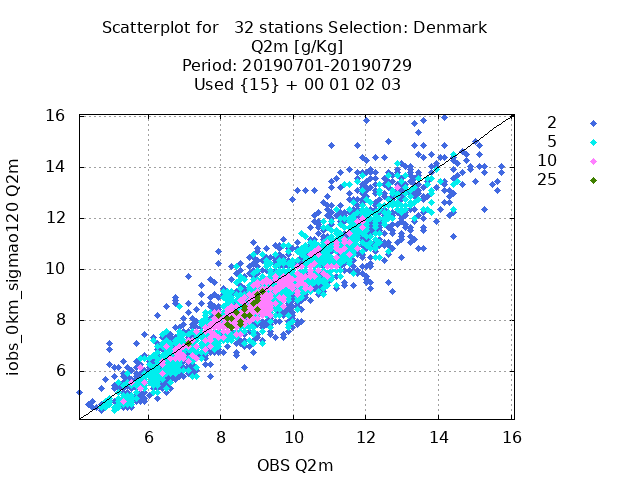 Scatterplot for   32 stations Selection: Denmark
Q2m [g/Kg]
Period: 20190701-20190729
Used {15} + 00 01 02 03
16
14
12
10
8
6
iobs_0km_sigmao120 Q2m
2
5
10
25
6 8 10 12 14 16
OBS Q2m